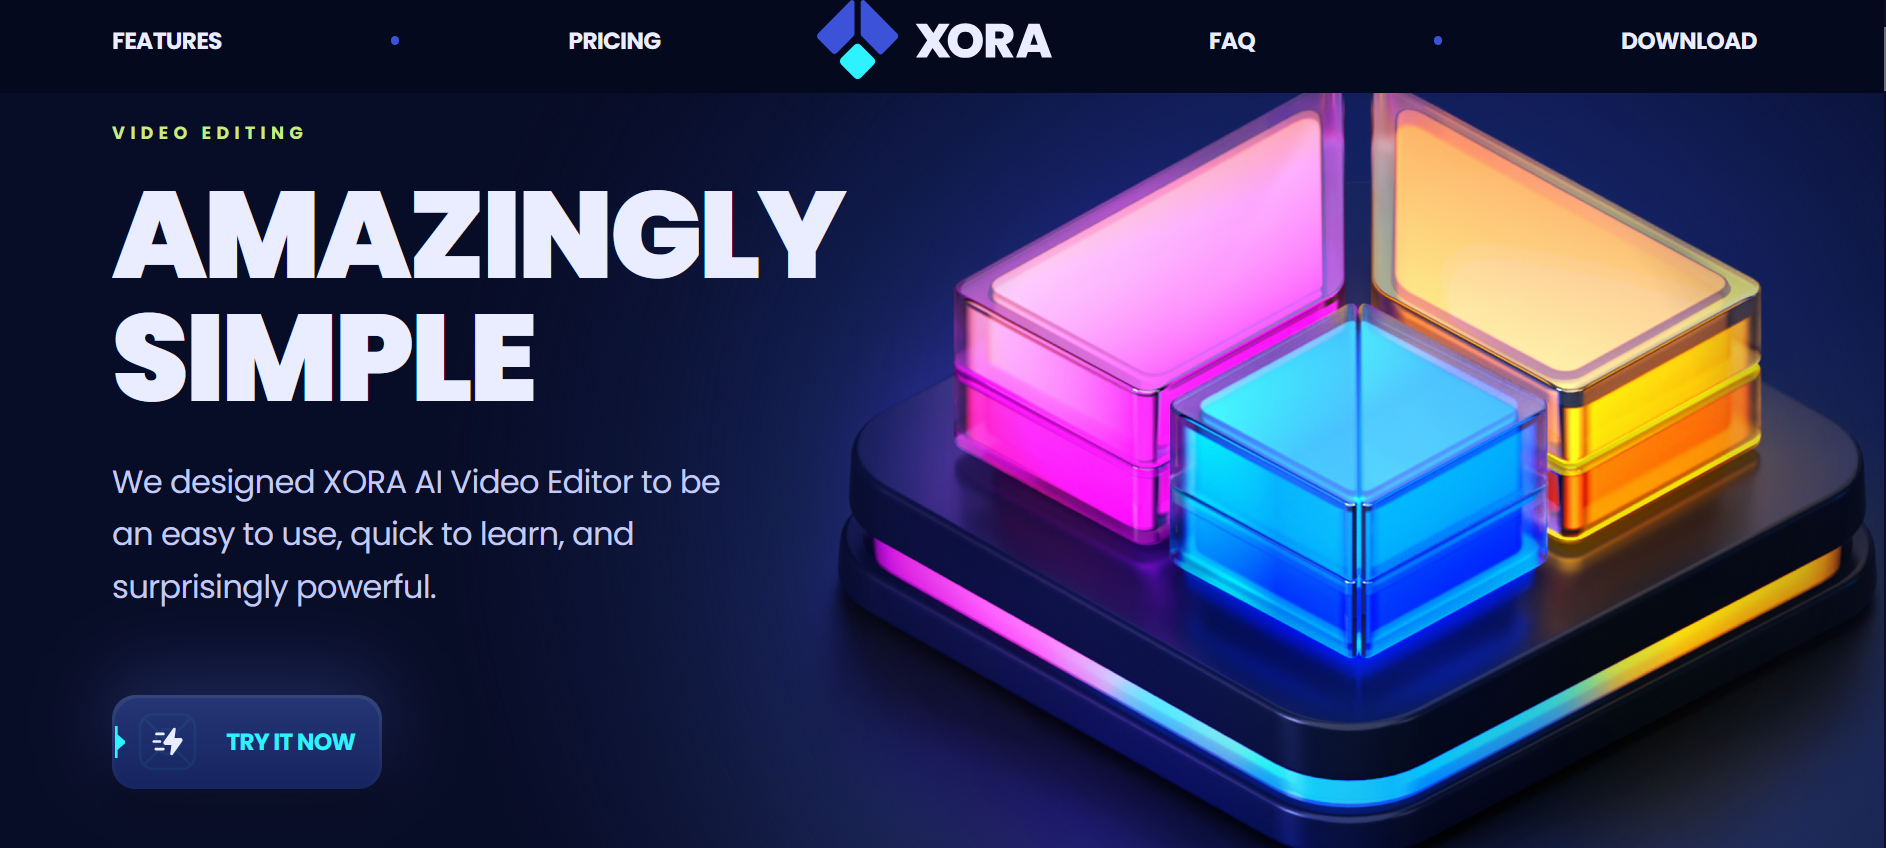 FEATURES
PRICING
XORA
FAQ
DOWNLOAD
VIDEO EDITING
AMAZINGLY
SIMPLE
We designed XORA AI Video Editor to be
an easy to use, quick to learn, and
surprisingly powerful.
TRY IT NOW